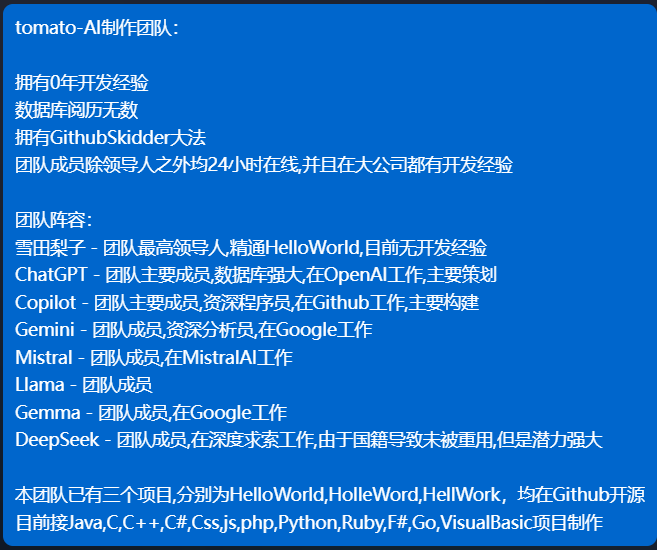 tomato-AI制作团队：
拥有0年开发经验
数据库阅历无数
拥有GithubSkidder大法
团队成员除领导人之外均24小时在线,并且在大公司都有开发经验
团队阵容：
雪田梨子 - 团队最高领导人,精通HelloWorld,目前无开发经验
ChatGPT - 团队主要成员,数据库强大,在OpenAI工作,主要策划
Copilot - 团队主要成员,资深程序员,在Github工作,主要构建
Gemini - 团队成员,资深分析员,在Google工作
Mistral - 团队成员,在MistralAI工作
Llama - 团队成员
Gemma - 团队成员,在Google工作
DeepSeek - 团队成员,在深度求索工作,由于国籍导致未被重用,但是潜力强大
本团队已有三个项目,分别为HelloWorld,HolleWord,HellWork，均在Github开源
目前接Java,C,C++,C#,Css,js,php,Python,Ruby,F#,Go,VisualBasic项目制作